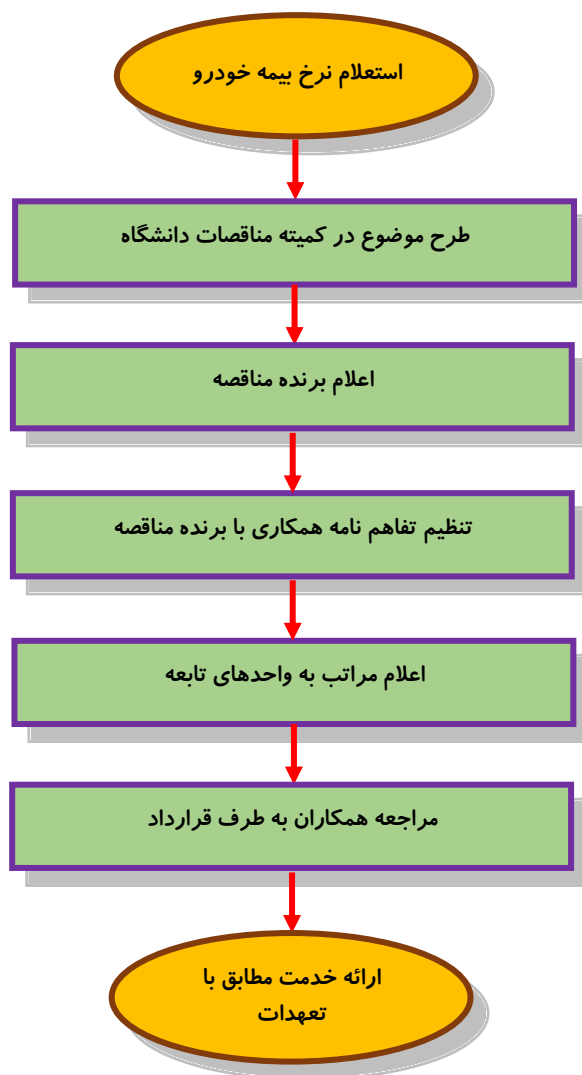 استعلام نرخ بیمه خودرو
طرح موضوع در کمیته مناقصات دانشگاه
اعلام برنده مناقصه
تنظیم تفاهم نامه همکاری با برنده مناقصه
اعلام مراتب به واحدهای تابعه
مراجعه همکاران به طرف قرارداد
ارائه خدمت مطابق با
تعهدات